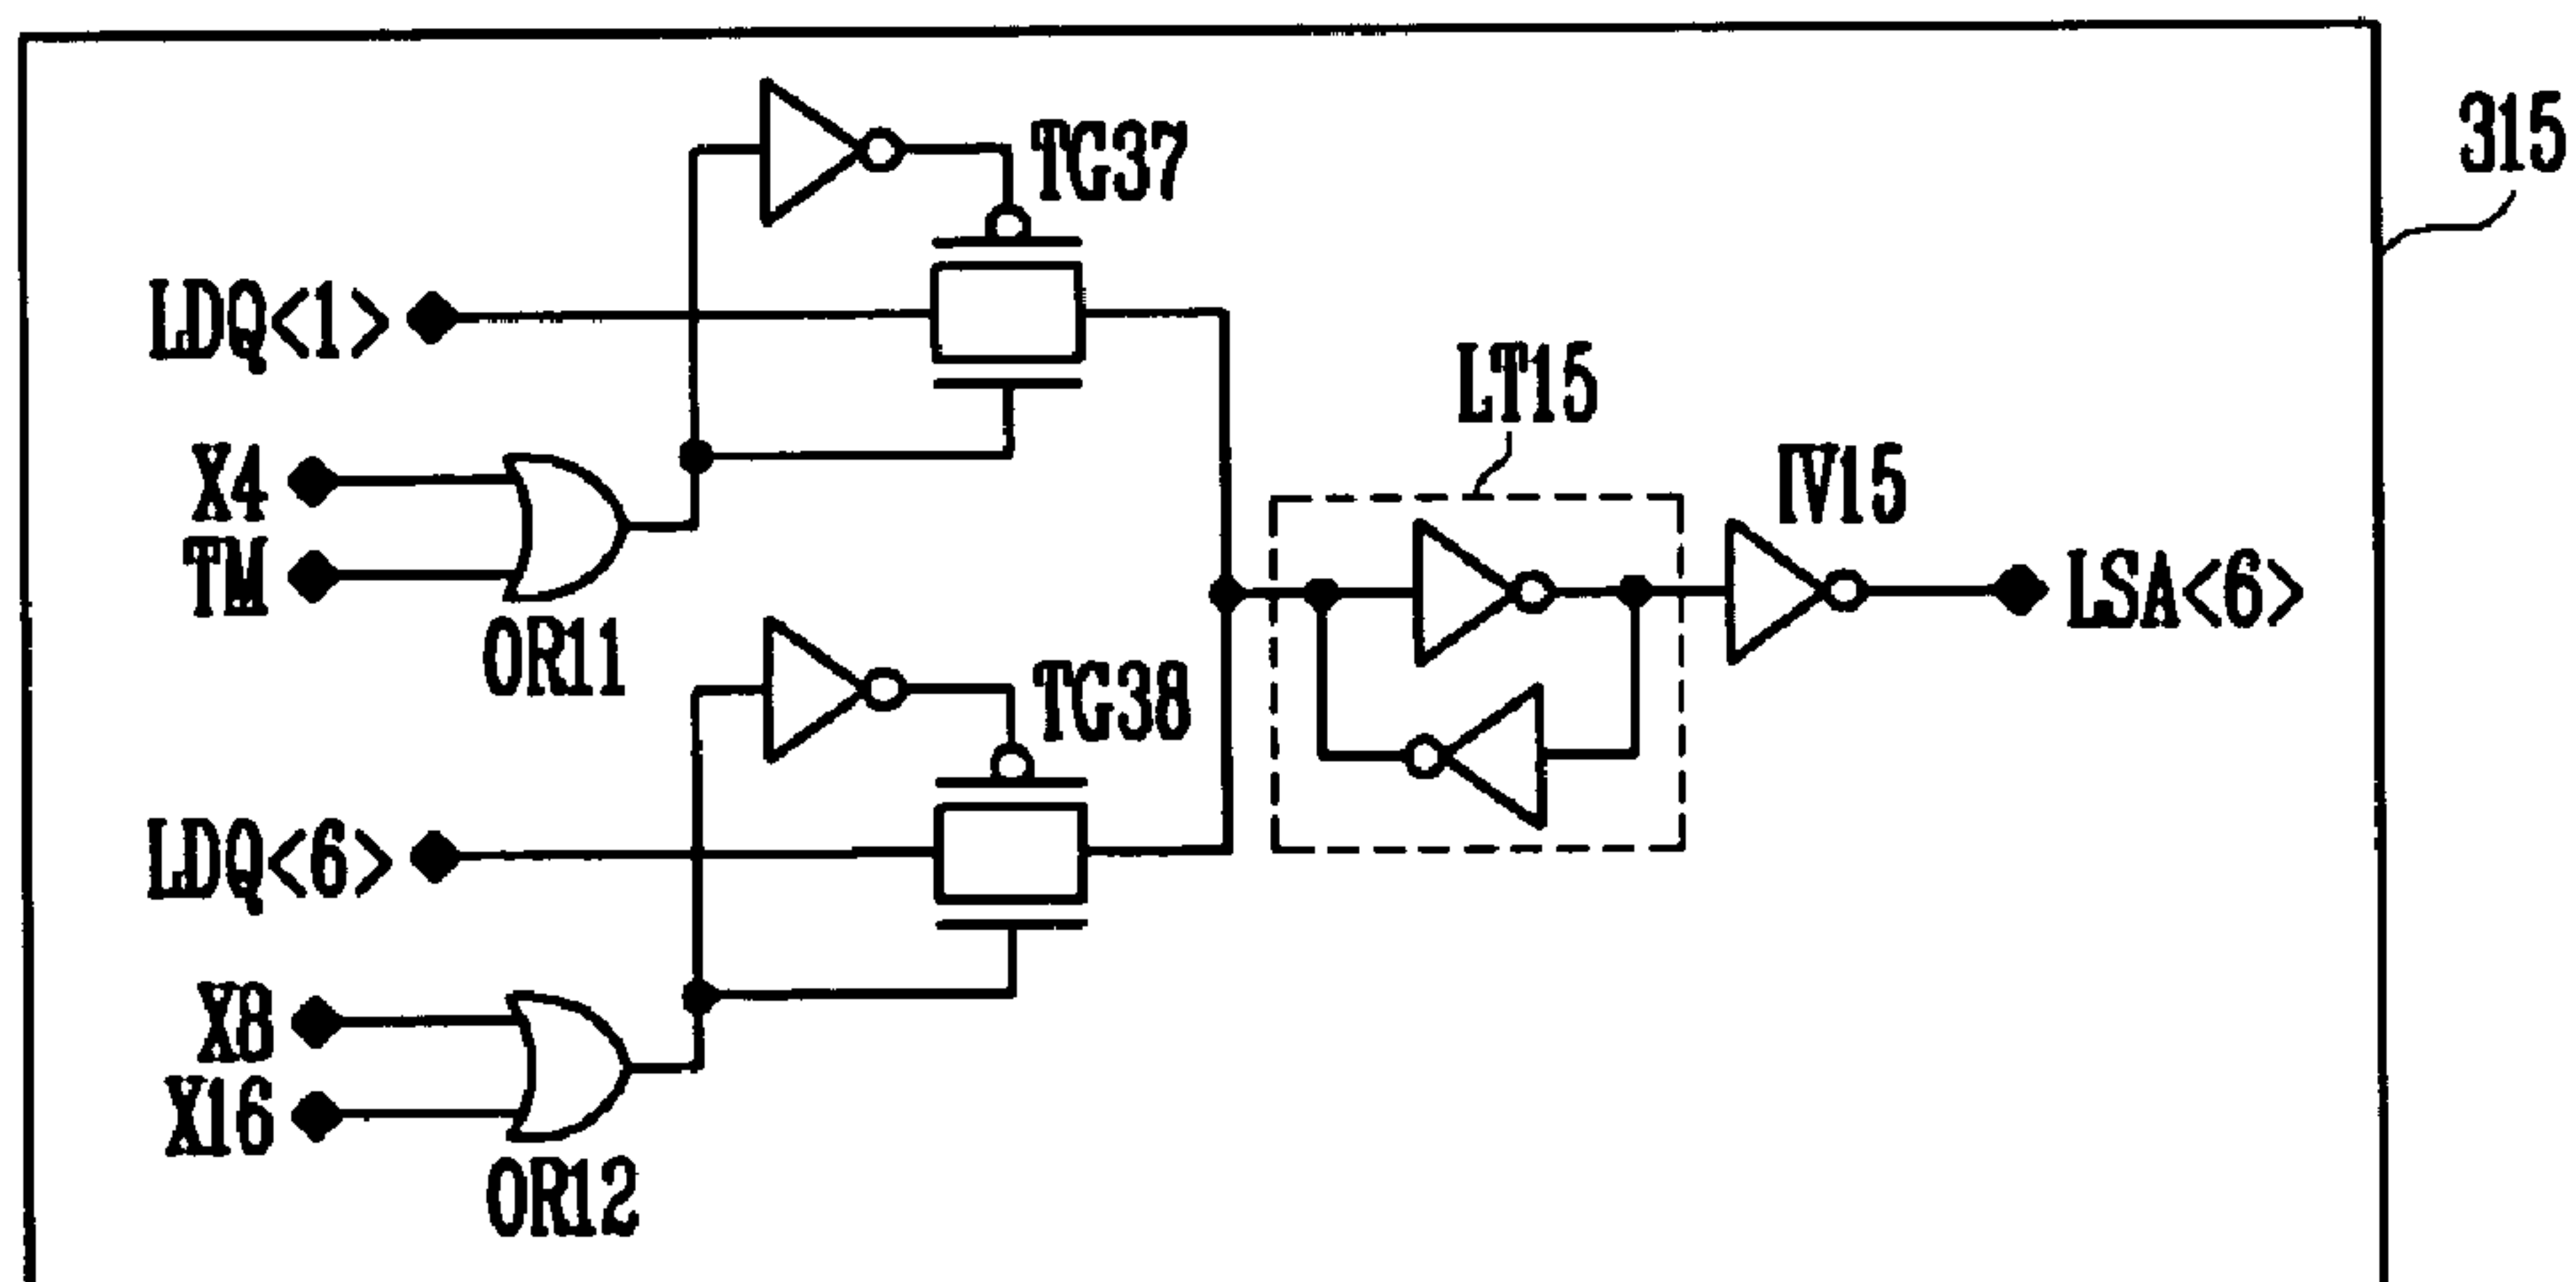 TG37
315
LDQ<1>
LT15
X4
IV15
TM
LSA<6>
OR11
TG38
LDQ<6>
X8
X16
OR12